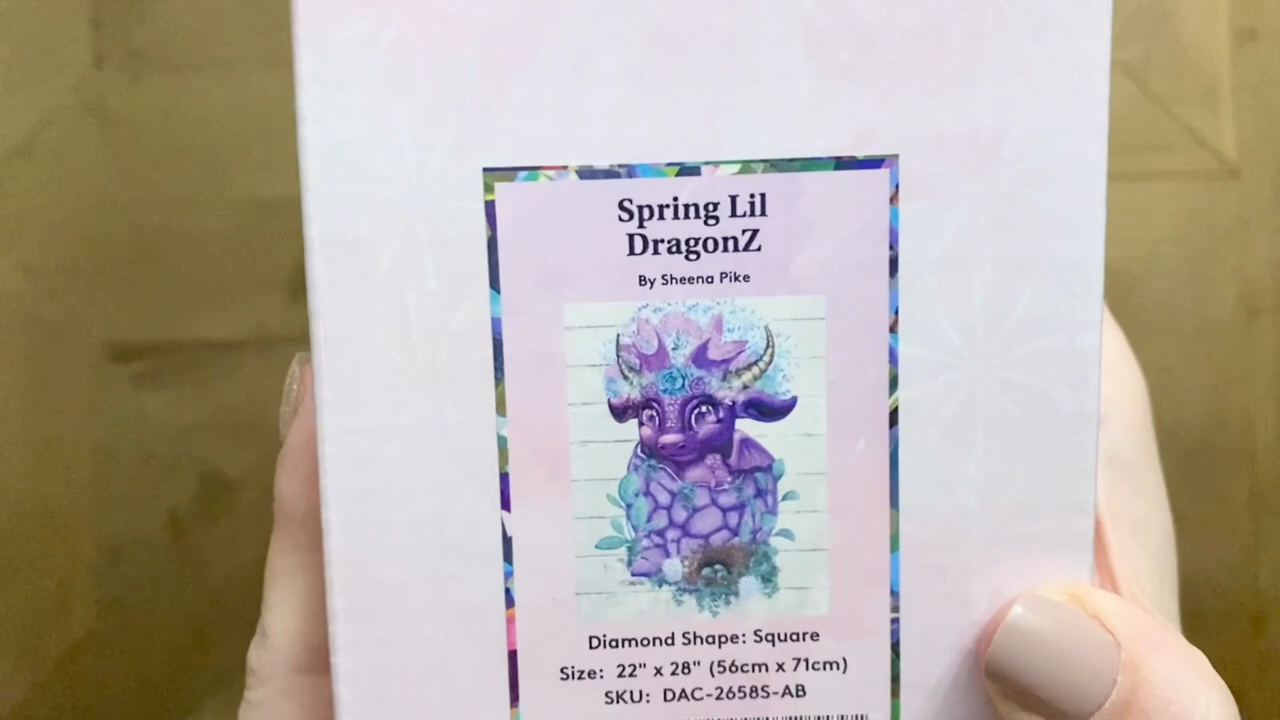 Spring Lil
DragonZ
By Sheena Pike
Diamond Shape: Square
Size: 22" x 28" (56cm x 71cm)
SKU: DAC-2658S-AB